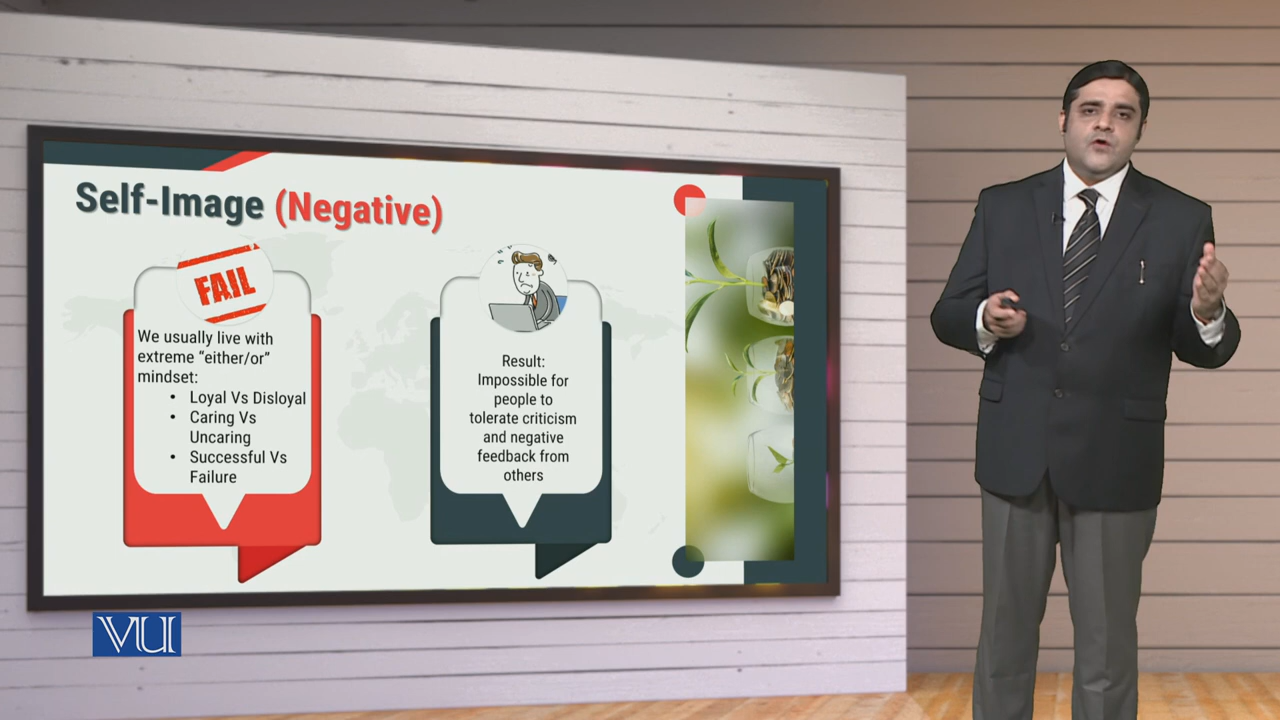 Self-Image (Negative)
FAIL
We usually live with
extreme “either/or”
mindset:
• Loyal Vs Disloyal
• Caring Vs
Uncaring
• Successful Vs
Failure
Result:
Impossible for
people to
tolerate criticism
and negative
feedback from
others
VU